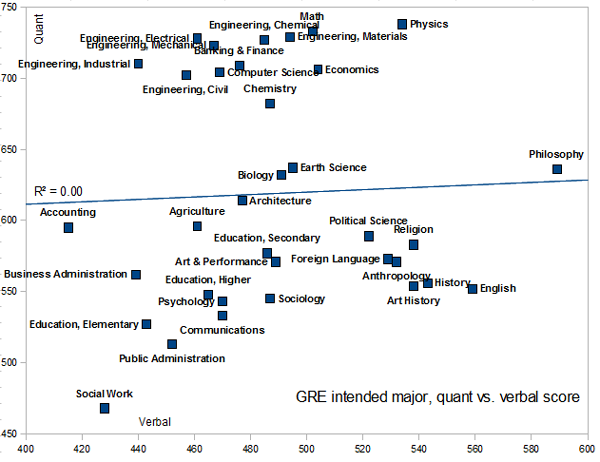 750
Quant
Math
Physics
Engineering, Chemical
Engineering, Electrical
Engineering, Materials
Engineering, Mechanical
Banking & Finance
Engineering, Industrial
Computer Science
Economics
700
Engineering, Civil
Chemistry
650
Philosophy
Earth Science
Biology
R² = 0.00
Architecture
Accounting
Agriculture
600
Political Science
Religion
Education, Secondary
Art & Performance
Foreign Language
Business Administration
Anthropology
Education, Higher
History
English
550
Psychology
Sociology
Art History
Education, Elementary
Communications
Public Administration
500
Social Work
GRE intended major, quant vs. verbal score
Verbal
450
400 420 440 460 480 500 520 540 560 580 600